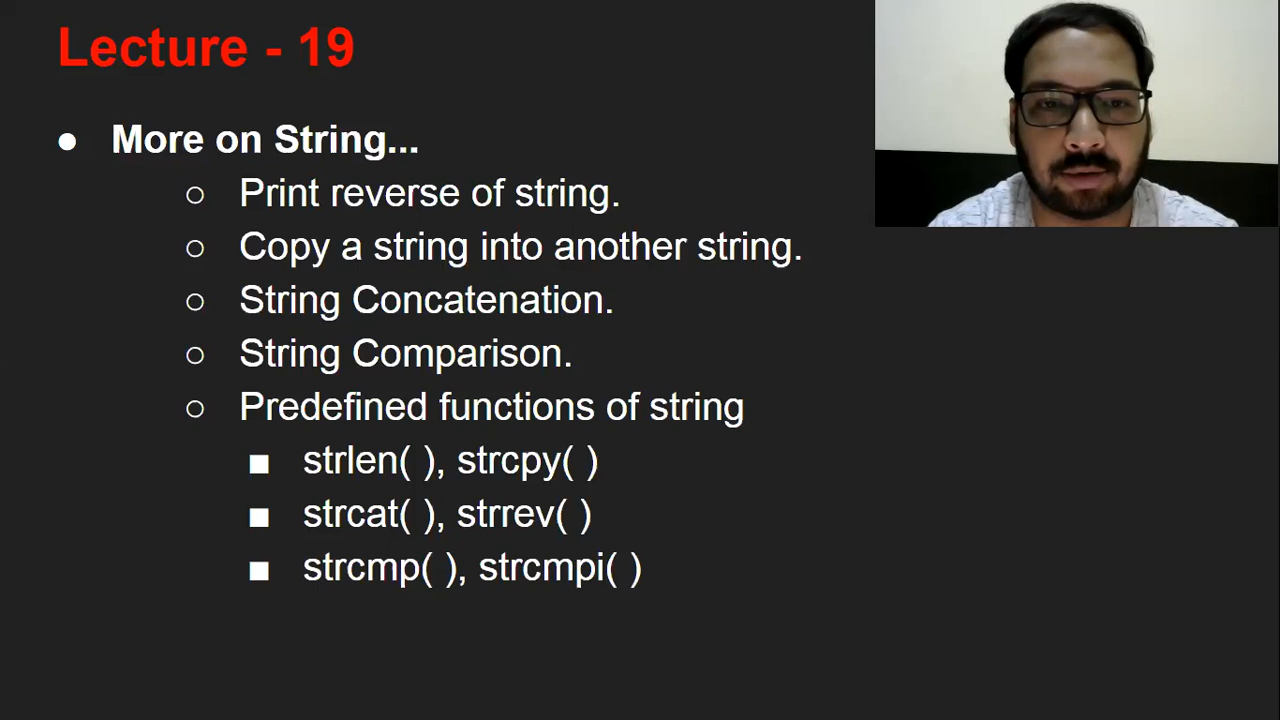 Lecture - 19
● More on String...
○ Print reverse of string.
○ Copy a string into another string.
○ String Concatenation.
○ String Comparison.
○ Predefined functions of string
■ strlen( ), strcpy( )
■ strcat( ), strrev( )
■ strcmp( ), strcmpi( )